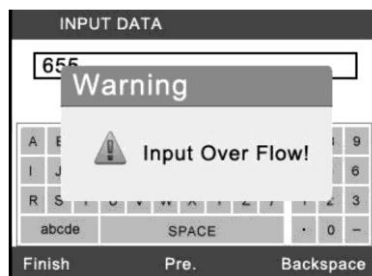 INPUT DATA
655
Warning
Input Over Flow!
A 9
I J 6
R S 3
abcde SPACE . 0 -
Finish Pre. Backspace